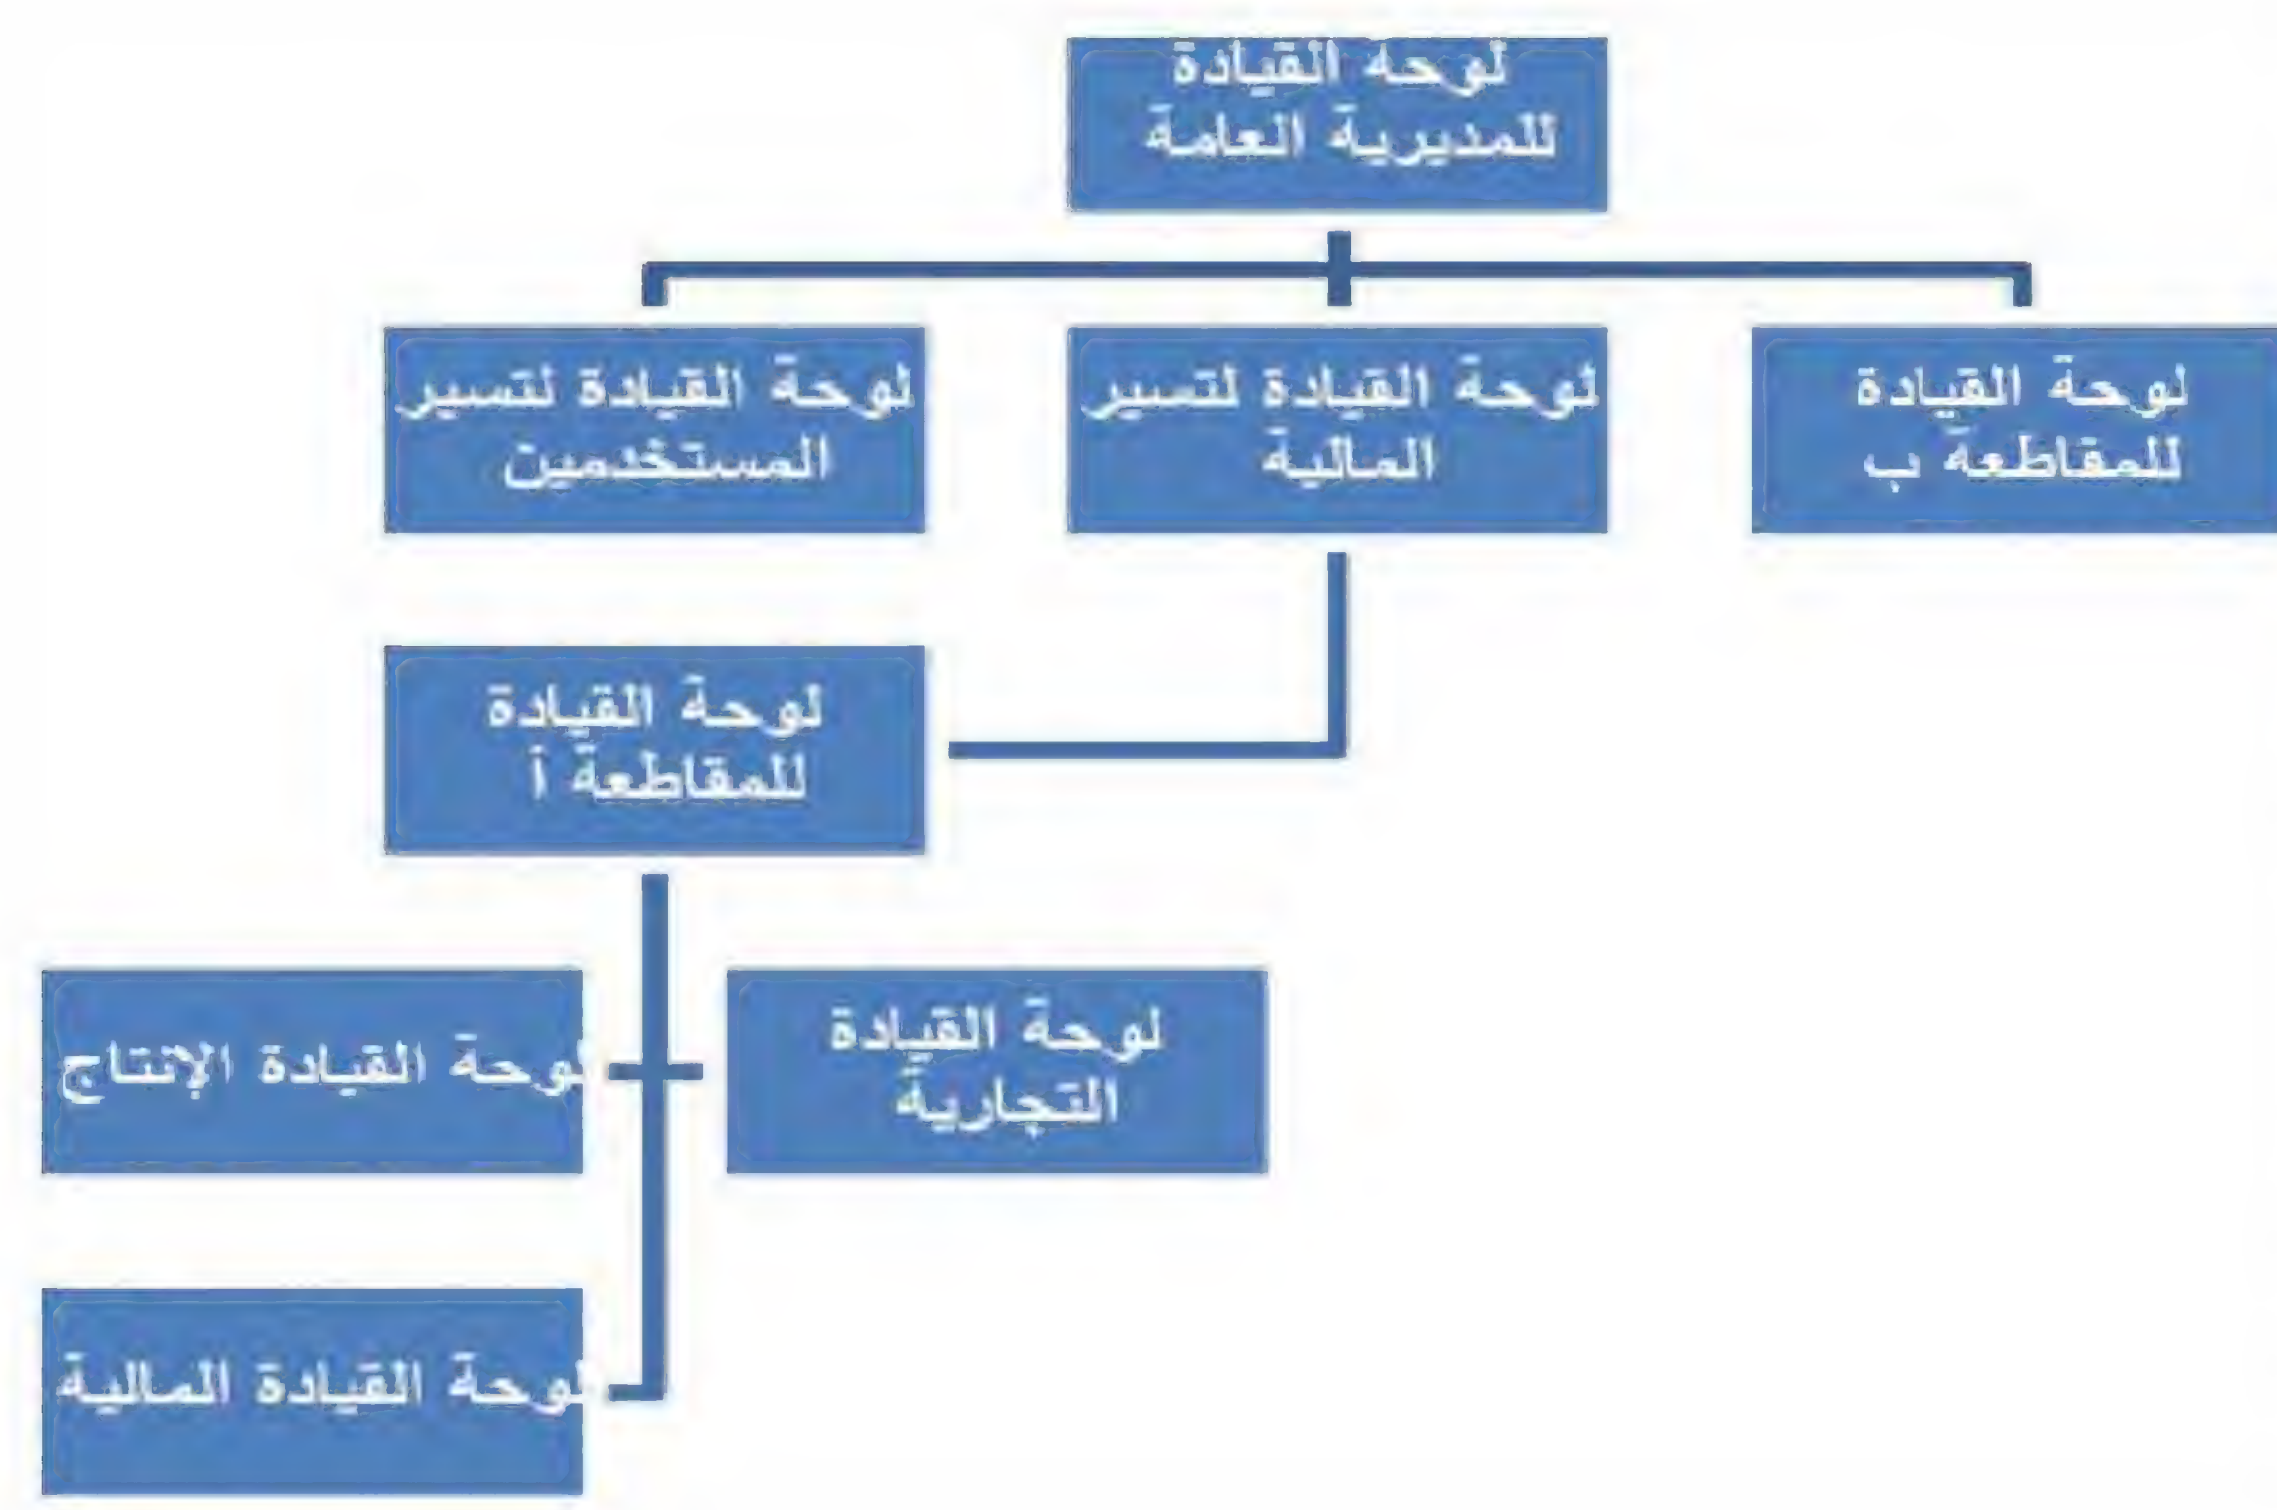 لوحة القيادة
للمديرية العامة
لوحة القيادة
للمقاطعة ب
لوحة القيادة لتسير
المالية
لوحة القيادة لتسير
المستخدمين
لوحة القيادة
للمقاطعة أ
لوحة القيادة
التجارية
لوحة القيادة الإنتاج
لوحة القيادة المالية